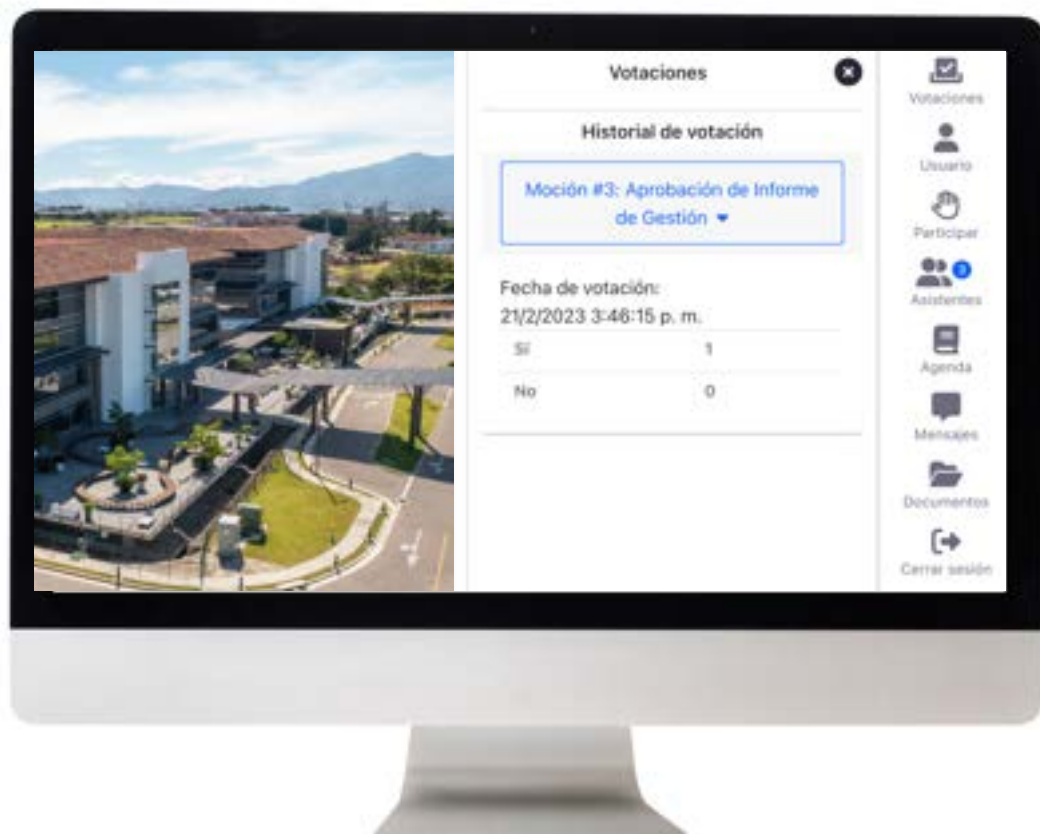 Votaciones
Historial de votación
Moción #3: Aprobación de Informe
de Gestión
Fecha de votación:
21/2/2023 3:46:15 p. m.
Sí 1
No 0
Votaciones
Usuario
Participar
3
Asistentes
Agenda
Mensajes
Documentos
Cerrar sesión